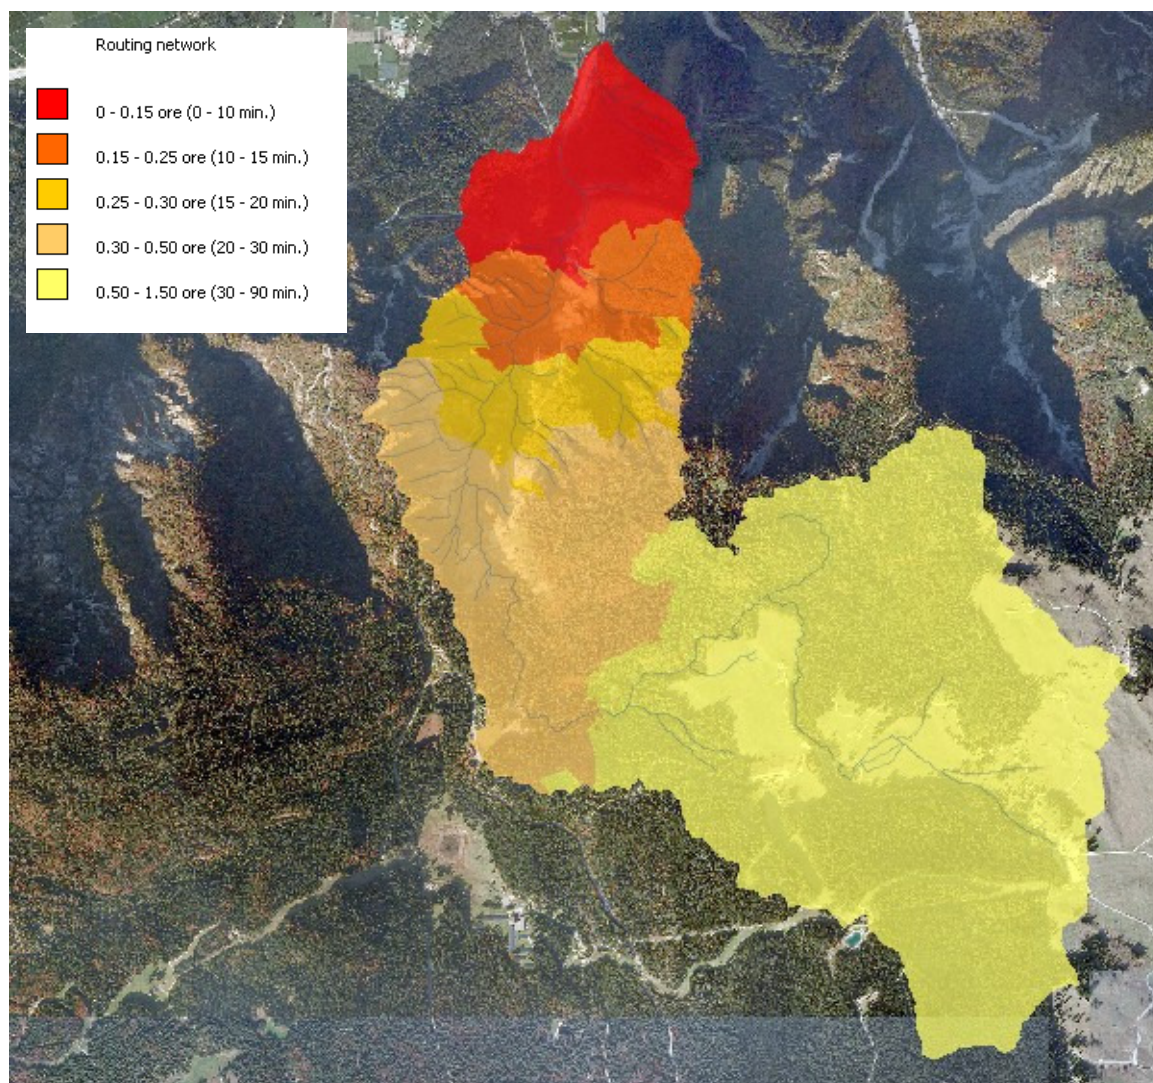 Routing network
0 - 0.15 ore (0 - 10 min.)
0.15 - 0.25 ore (10 - 15 min.)
0.25 - 0.30 ore (15 - 20 min.)
0.30 - 0.50 ore (20 - 30 min.)
0.50 - 1.50 ore (30 - 90 min.)